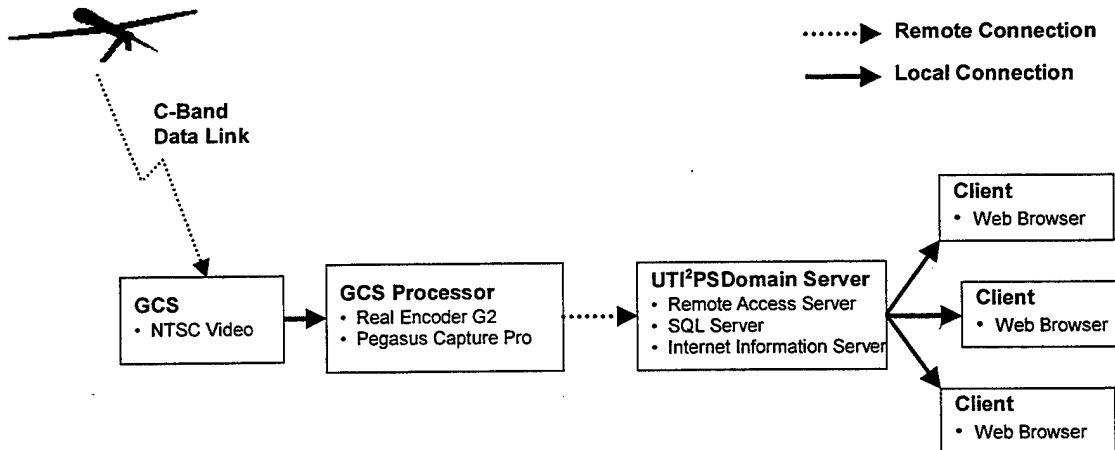 Remote Connection
Local Connection
C-Band
Data Link
GCS
• NTSC Video
GCS Processor
• Real Encoder G2
• Pegasus Capture Pro
UTI²PSDomain Server
• Remote Access Server
• SQL Server
• Internet Information Server
Client
• Web Browser
Client
• Web Browser
Client
• Web Browser